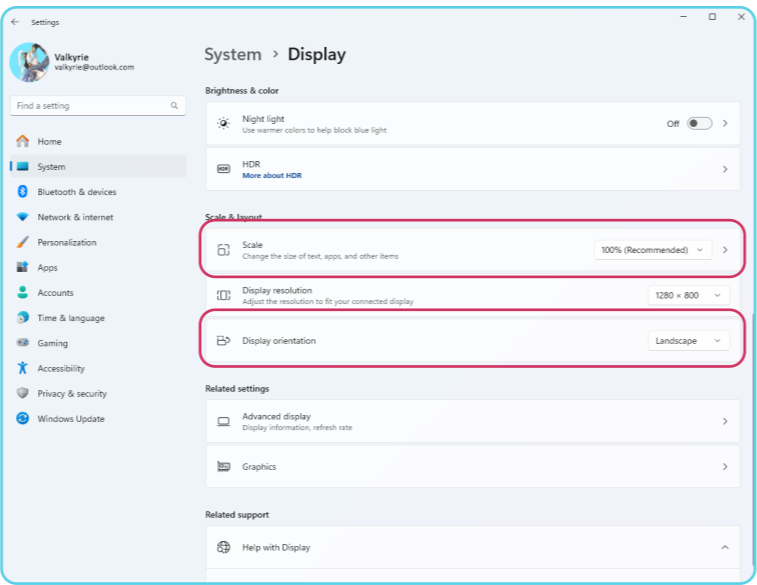 Settings
Valkyrie
valkyrie@outlook.com
Find a setting
Home
System
Bluetooth & devices
Network & internet
Personalization
Apps
Accounts
Time & language
Gaming
Accessibility
Privacy & security
Windows Update
System > Display
Brightness & color
Night light
Use warmer colors to help block blue light
Off
HDR
HDR
More about HDR
Scale & layout
Scale
Change the size of text, apps, and other items
100% (Recommended)
Display resolution
Adjust the resolution to fit your connected display
1280 × 800
Display orientation
Landscape
Related settings
Advanced display
Display information, refresh rate
Graphics
Related support
Help with Display